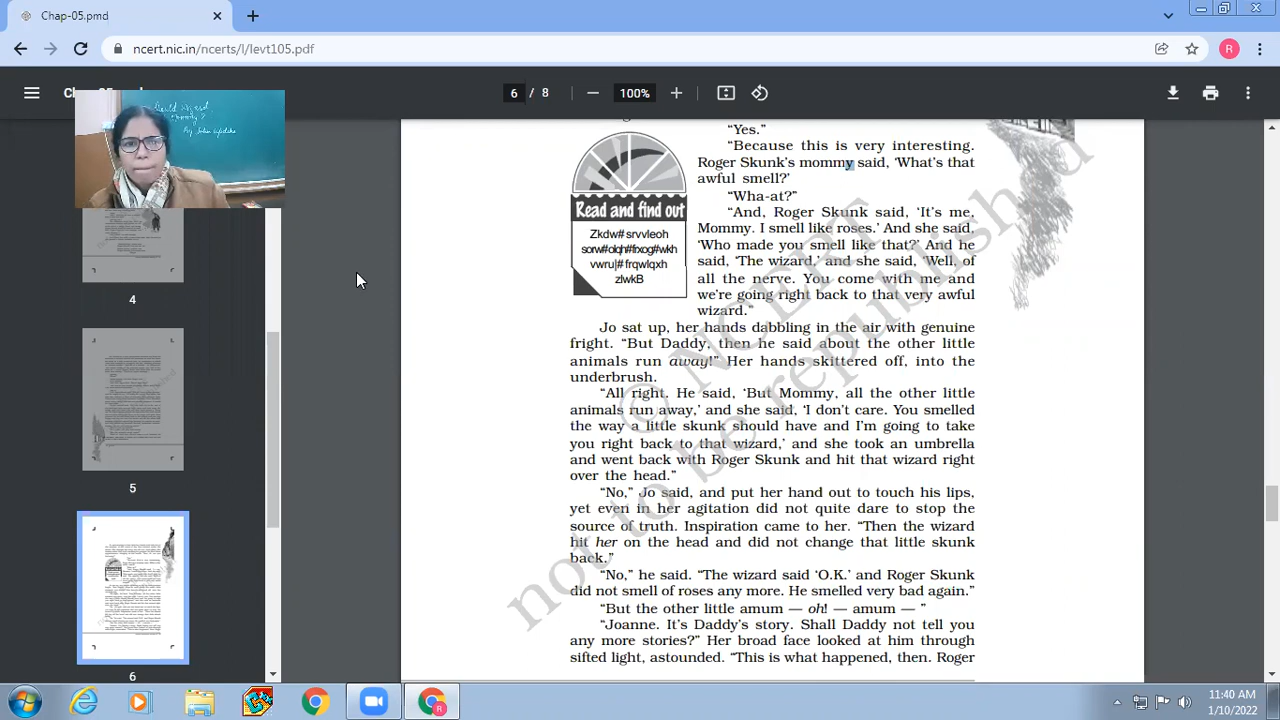 Chap-05.pmd
ncert.nic.in/ncerts/l/levt105.pdf
R
6 / 8
100%
By John Updike
4
5
6
"Yes."
"Because this is very interesting.
Roger Skunk's mommy said, 'What's that
awful smell?'
"Wha-at?"
"And, Roger Skunk said, 'It's me,
Mommy. I smell like roses.' And she said,
'Who made you smell like that?' And he
said, 'The wizard,' and she said, 'Well, of
all the nerve. You come with me and
we're going right back to that very awful
wizard."
Read and find out
Zkdw# srvvleoh
sorw#olqh#frxog#wkh
vwru|# frqwlqxh
zlwkB
Jo sat up, her hands dabbling in the air with genuine
fright. "But Daddy, then he said about the other little
animals run away!" Her hands skittered off, into the
underbrush.
"All right. He said, 'But Mommy, all the other little
animals run away,' and she said, 'I don't care. You smelled
the way a little skunk should have and I'm going to take
you right back to that wizard,' and she took an umbrella
and went back with Roger Skunk and hit that wizard right
over the head."
"No," Jo said, and put her hand out to touch his lips,
yet even in her agitation did not quite dare to stop the
source of truth. Inspiration came to her. "Then the wizard
hit her on the head and did not change that little skunk
back."
"No," he said. "The wizard said 'O.K.' and Roger Skunk
did not smell of roses any more. He smelled very bad again."
"But the other little amum — oh! — amum — "
"Joanne. It's Daddy's story. Shall Daddy not tell you
any more stories?" Her broad face looked at him through
sifted light, astounded. "This is what happened, then. Roger
© NCERT
not to be republished
R
11:40 AM
1/10/2022